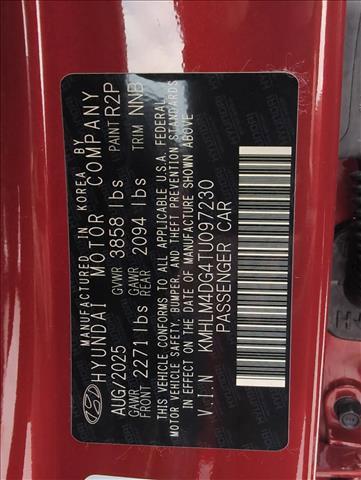 MANUFACTURED IN KOREA BY
HYUNDAI MOTOR COMPANY
AUG/2025 GVWR 3858 lbs PAINT R2P
GAWR FRONT 2271 lbs GAWR REAR 2094 lbs TRIM NNB
THIS VEHICLE CONFORMS TO ALL APPLICABLE U.S.A. FEDERAL
MOTOR VEHICLE SAFETY, BUMPER, AND THEFT PREVENTION STANDARDS
IN EFFECT ON THE DATE OF MANUFACTURE SHOWN ABOVE
V.I.N KMHLM4DG4TU097230
PASSENGER CAR